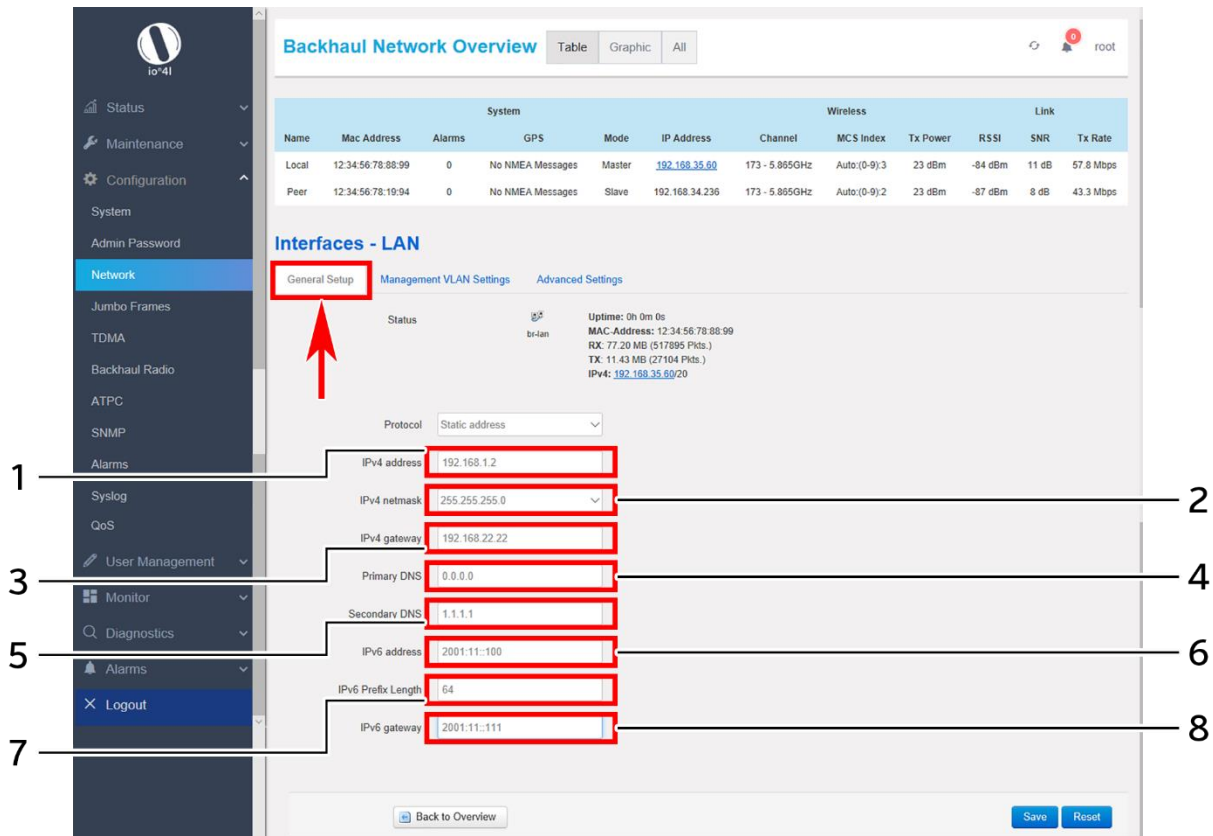 Backhaul Network Overview Table Graphic All 0 root
io"4l
Status
Maintenance
Configuration
System
Admin Password
Network
Jumbo Frames
TDMA
Backhaul Radio
ATPC
SNMP
Alarms
Syslog
QoS
User Management
Monitor
Diagnostics
Alarms
Logout
System Wireless Link
Name Mac Address Alarms GPS Mode IP Address Channel MCS Index Tx Power RSSI SNR Tx Rate
Local 12:34:56:78:88:99 0 No NMEA Messages Master 192.168.35.60 173 - 5.865GHz Auto:(0-9):3 23 dBm -84 dBm 11 dB 57.8 Mbps
Peer 12:34:56:78:19:94 0 No NMEA Messages Slave 192.168.34.236 173 - 5.865GHz Auto:(0-9):2 23 dBm -87 dBm 8 dB 43.3 Mbps
Interfaces - LAN
General Setup Management VLAN Settings Advanced Settings
Status br-lan
Uptime: 0h 0m 0s
MAC-Address: 12:34:56:78:88:99
RX: 77.20 MB (517895 Pkts.)
TX: 11.43 MB (27104 Pkts.)
IPv4: 192.168.35.60/20
Protocol Static address
1 IPv4 address 192.168.1.2
IPv4 netmask 255.255.255.0 2
3 IPv4 gateway 192.168.22.22
Primary DNS 0.0.0.0 4
5 Secondary DNS 1.1.1.1
IPv6 address 2001:11::100 6
7 IPv6 Prefix Length 64
IPv6 gateway 2001:11::111 8
Back to Overview Save Reset